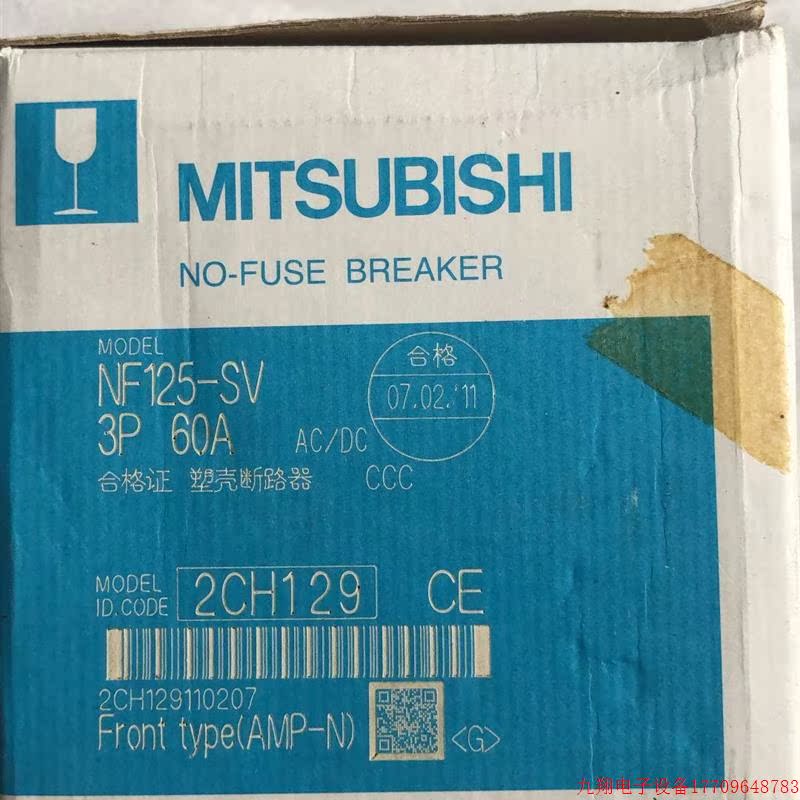 MITSUBISHI
NO-FUSE BREAKER
MODEL
NF125-SV
3P 60A AC/DC
合格
07.02.'11
合格证 塑壳断路器 CCC
MODEL
ID.CODE 2CH129 CE
2CH129110207
Front type(AMP-N) <G>
九翔电子设备17709648783